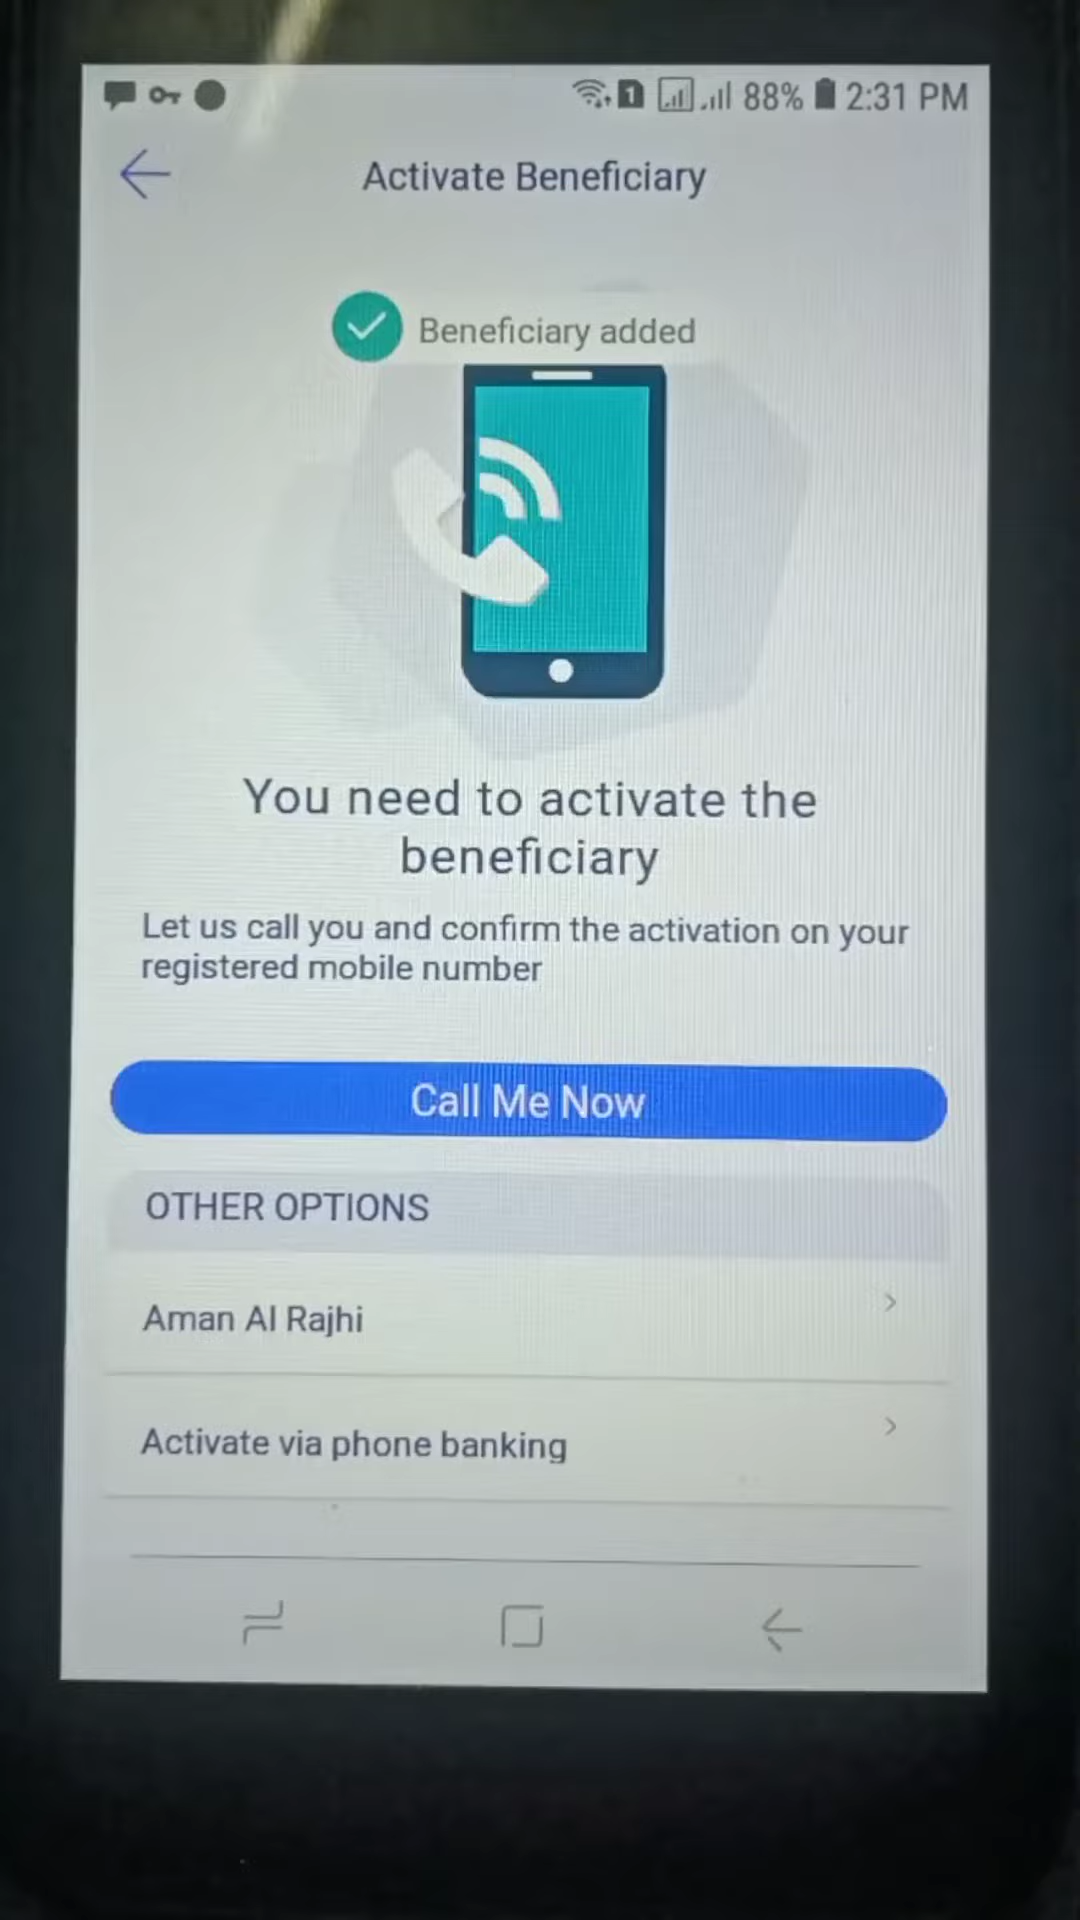 1 88% 2:31 PM
Activate Beneficiary
Beneficiary added
You need to activate the
beneficiary
Let us call you and confirm the activation on your
registered mobile number
Call Me Now
OTHER OPTIONS
Aman Al Rajhi
Activate via phone banking